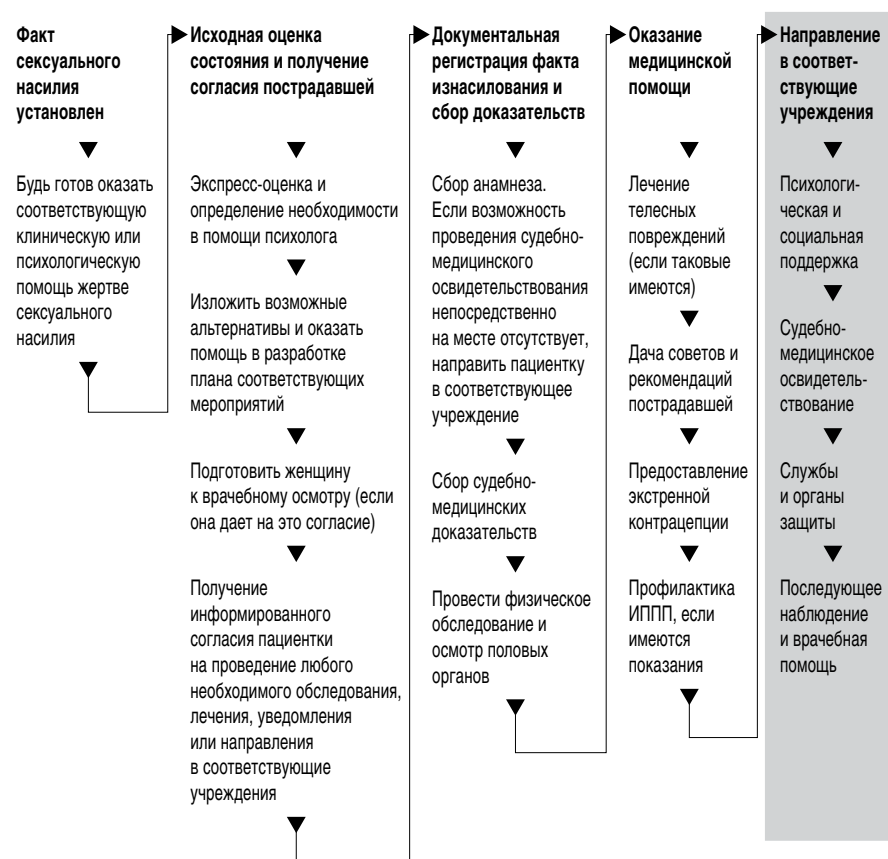 Факт
сексуального
насилия
установлен
Будь готов оказать
соответствующую
клиническую или
психологическую
помощь жертве
сексуального
насилия
Исходная оценка
состояния и получение
согласия пострадавшей
Экспресс-оценка и
определение необходимости
в помощи психолога
Изложить возможные
альтернативы и оказать
помощь в разработке
плана соответствующих
мероприятий
Подготовить женщину
к врачебному осмотру (если
она дает на это согласие)
Получение
информированного
согласия пациентки
на проведение любого
необходимого обследования,
лечения, уведомления
или направления
в соответствующие
учреждения
Документальная
регистрация факта
изнасилования и
сбор доказательств
Сбор анамнеза.
Если возможность
проведения судебно-
медицинского
освидетельствования
непосредственно
на месте отсутствует,
направить пациентку
в соответствующее
учреждение
Сбор судебно-
медицинских
доказательств
Провести физическое
обследование и
осмотр половых
органов
Оказание
медицинской
помощи
Лечение
телесных
повреждений
(если таковые
имеются)
Дача советов и
рекомендаций
пострадавшей
Предоставление
экстренной
контрацепции
Профилактика
ИППП, если
имеются
показания
Направление
в соответ-
ствующие
учреждения
Психологи-
ческая и
социальная
поддержка
Судебно-
медицинское
освидетель-
ствование
Службы
и органы
защиты
Последующее
наблюдение
и врачебная
помощь